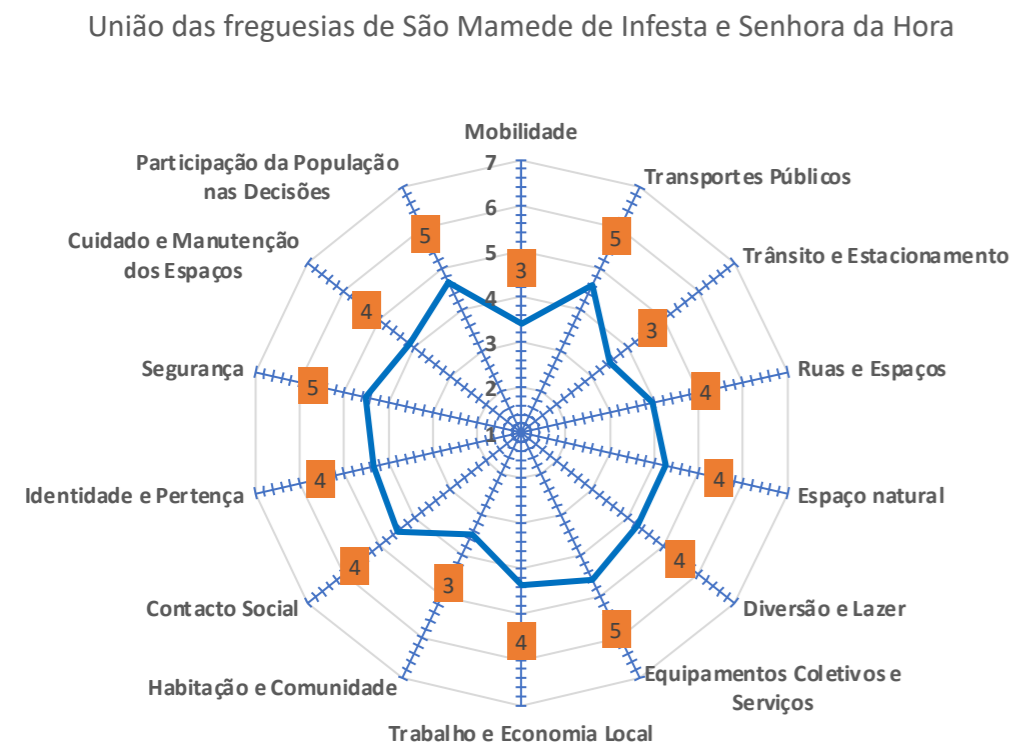 União das freguesias de São Mamede de Infesta e Senhora da Hora
Mobilidade
7
Participação da População
nas Decisões
Transportes Públicos
6
5
5
Cuidado e Manutenção
dos Espaços
Trânsito e Estacionamento
5
3
4
4
3
3
Segurança
5
Ruas e Espaços
4
2
1
Identidade e Pertença
4
4
Espaço natural
4
4
Contacto Social
3
Diversão e Lazer
4
5
Equipamentos Coletivos e
Serviços
Habitação e Comunidade
Trabalho e Economia Local